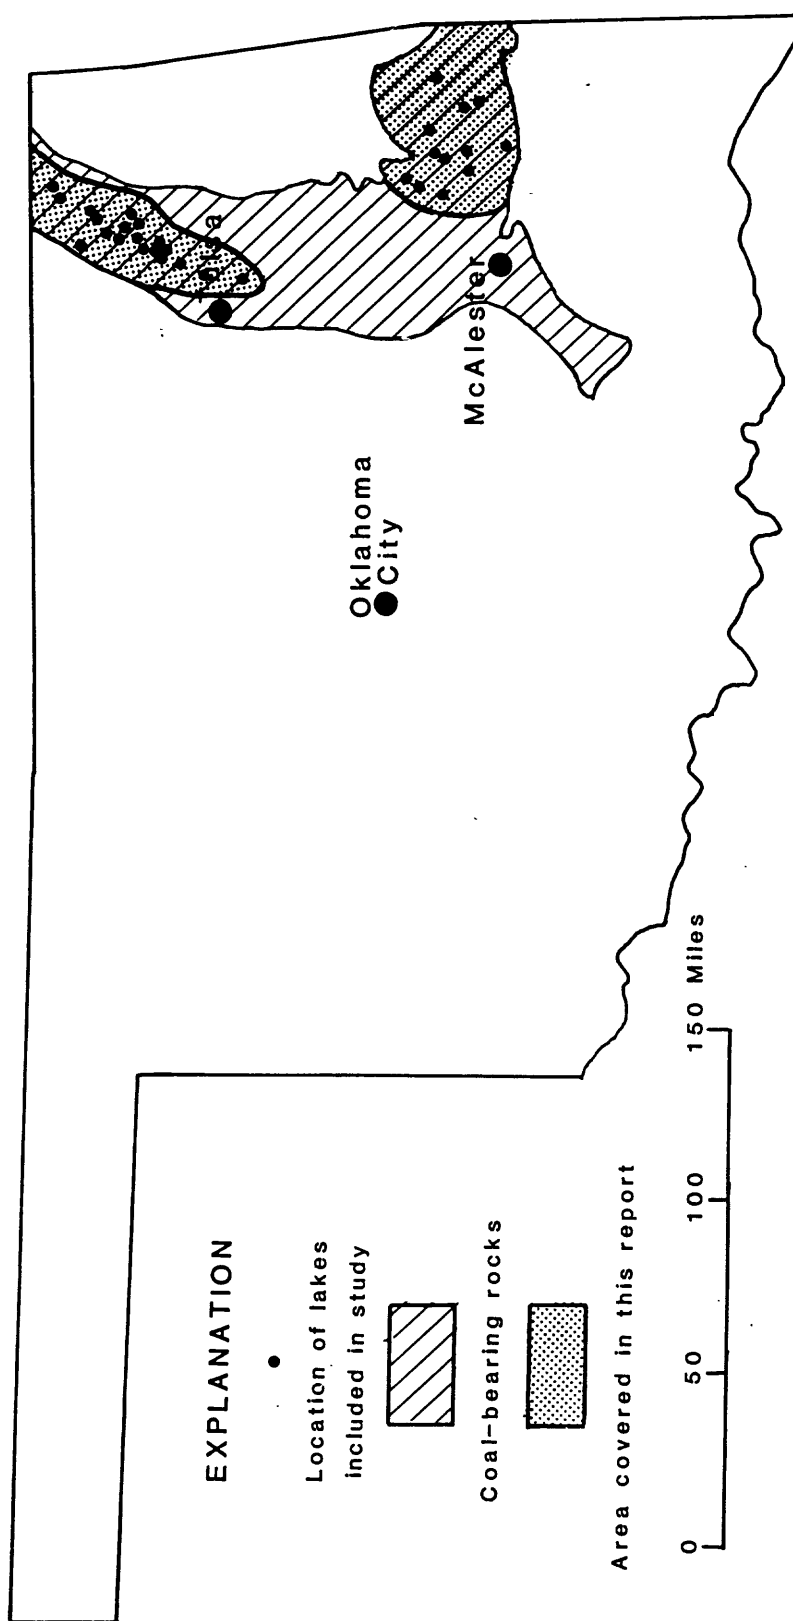 Oklahoma
City
McAlester
EXPLANATION
Location of lakes
included in study
Coal-bearing rocks
Area covered in this report
0 50 100 150 Miles